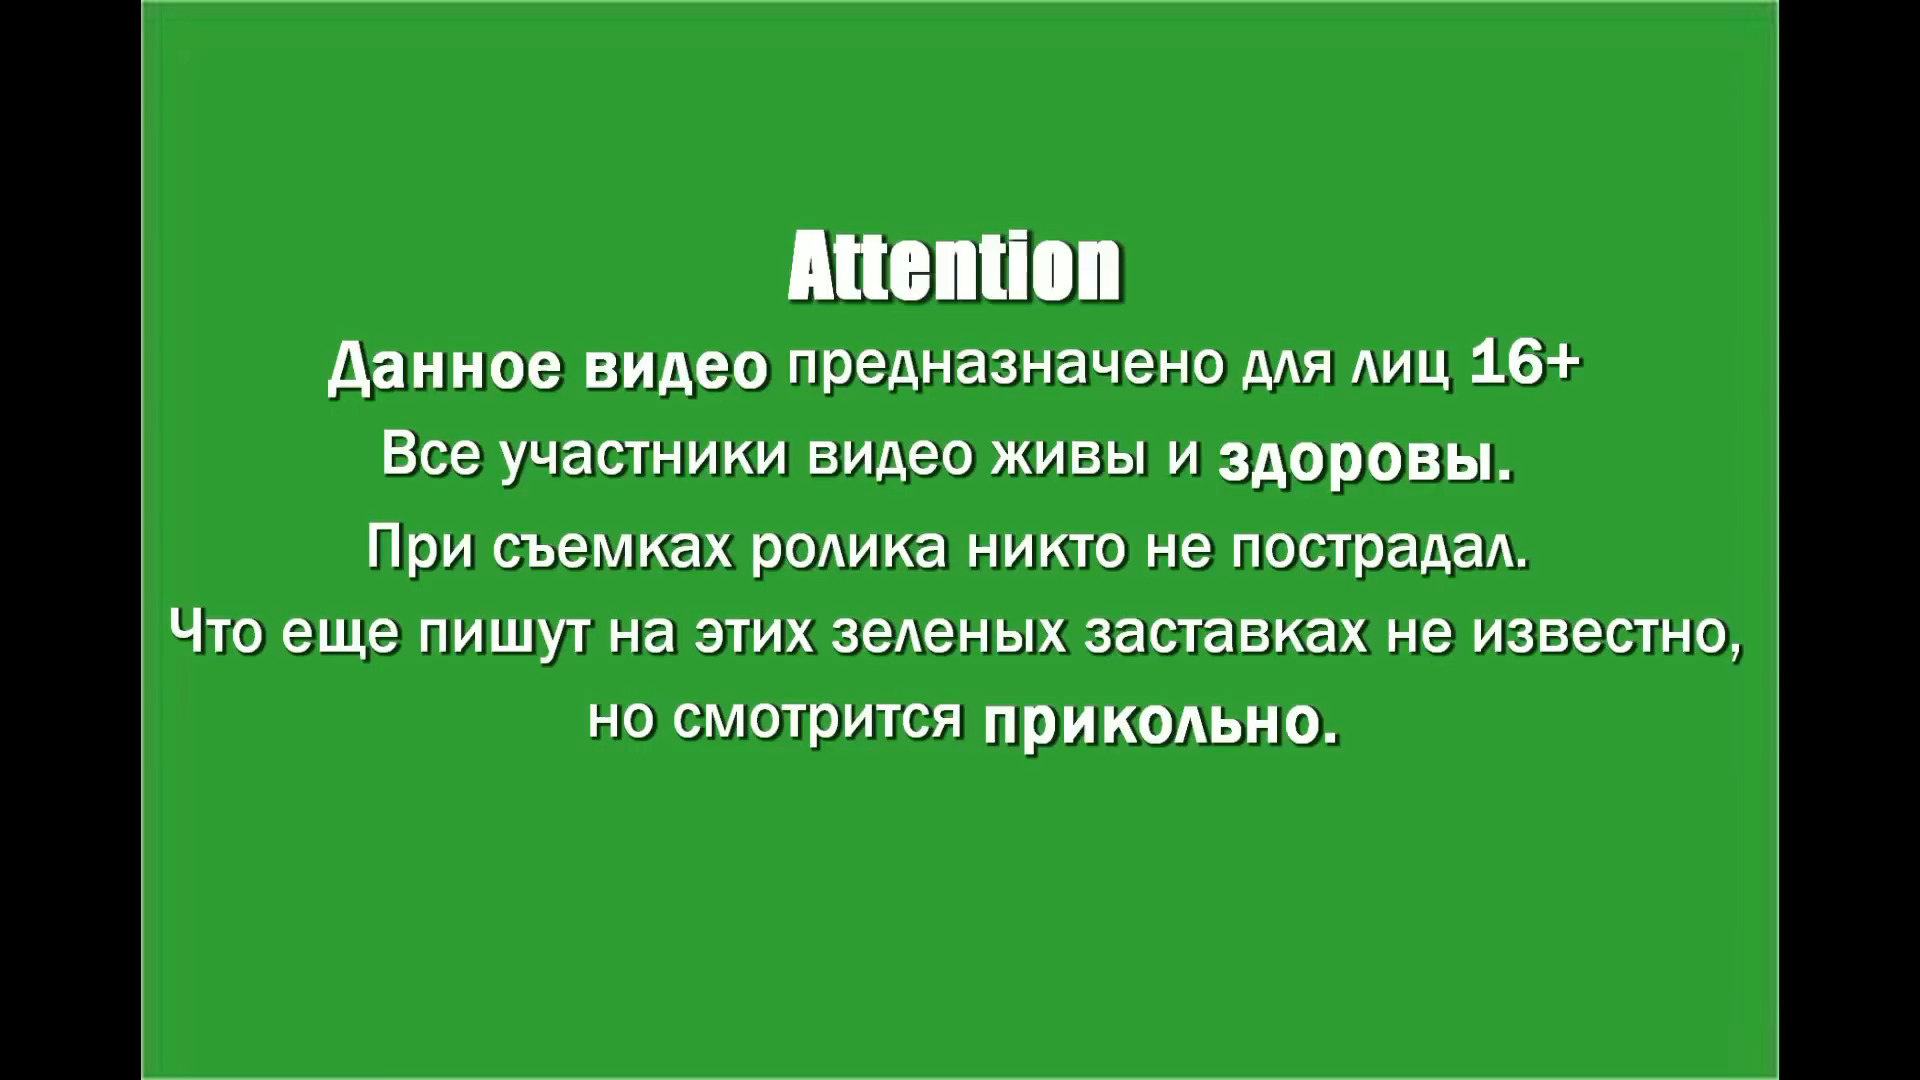 Attention
Данное видео предназначено для лиц 16+
Все участники видео живы и здоровы.
При съемках ролика никто не пострадал.
Что еще пишут на этих зеленых заставках не известно,
но смотрится прикольно.